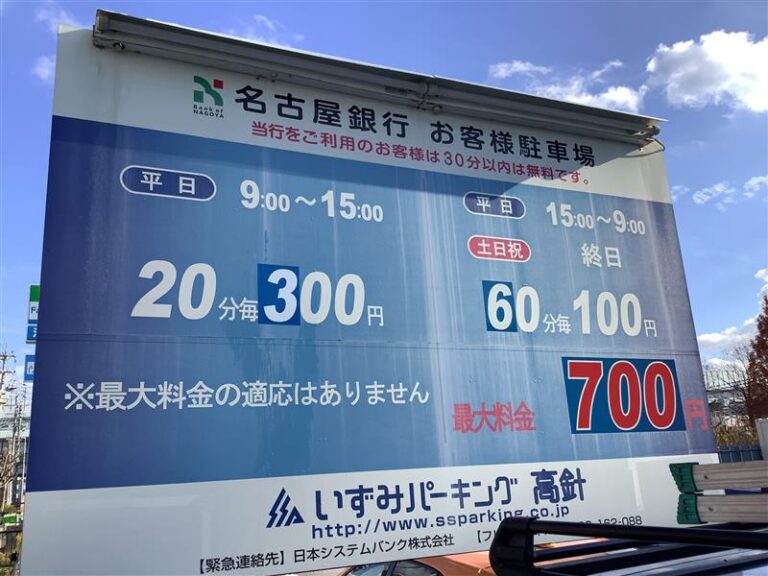 Bank of
NAGOYA
名古屋銀行 お客様駐車場
当行をご利用のお客様は30分以内は無料です。
平日 9:00～15:00
20分毎300円
※最大料金の適応はありません
平日 15:00～9:00
土日祝 終日
60分毎100円
最大料金 700円
いずみパーキング 高針
http://www.ssparking.co.jp
【緊急連絡先】日本システムバンク株式会社
162-088